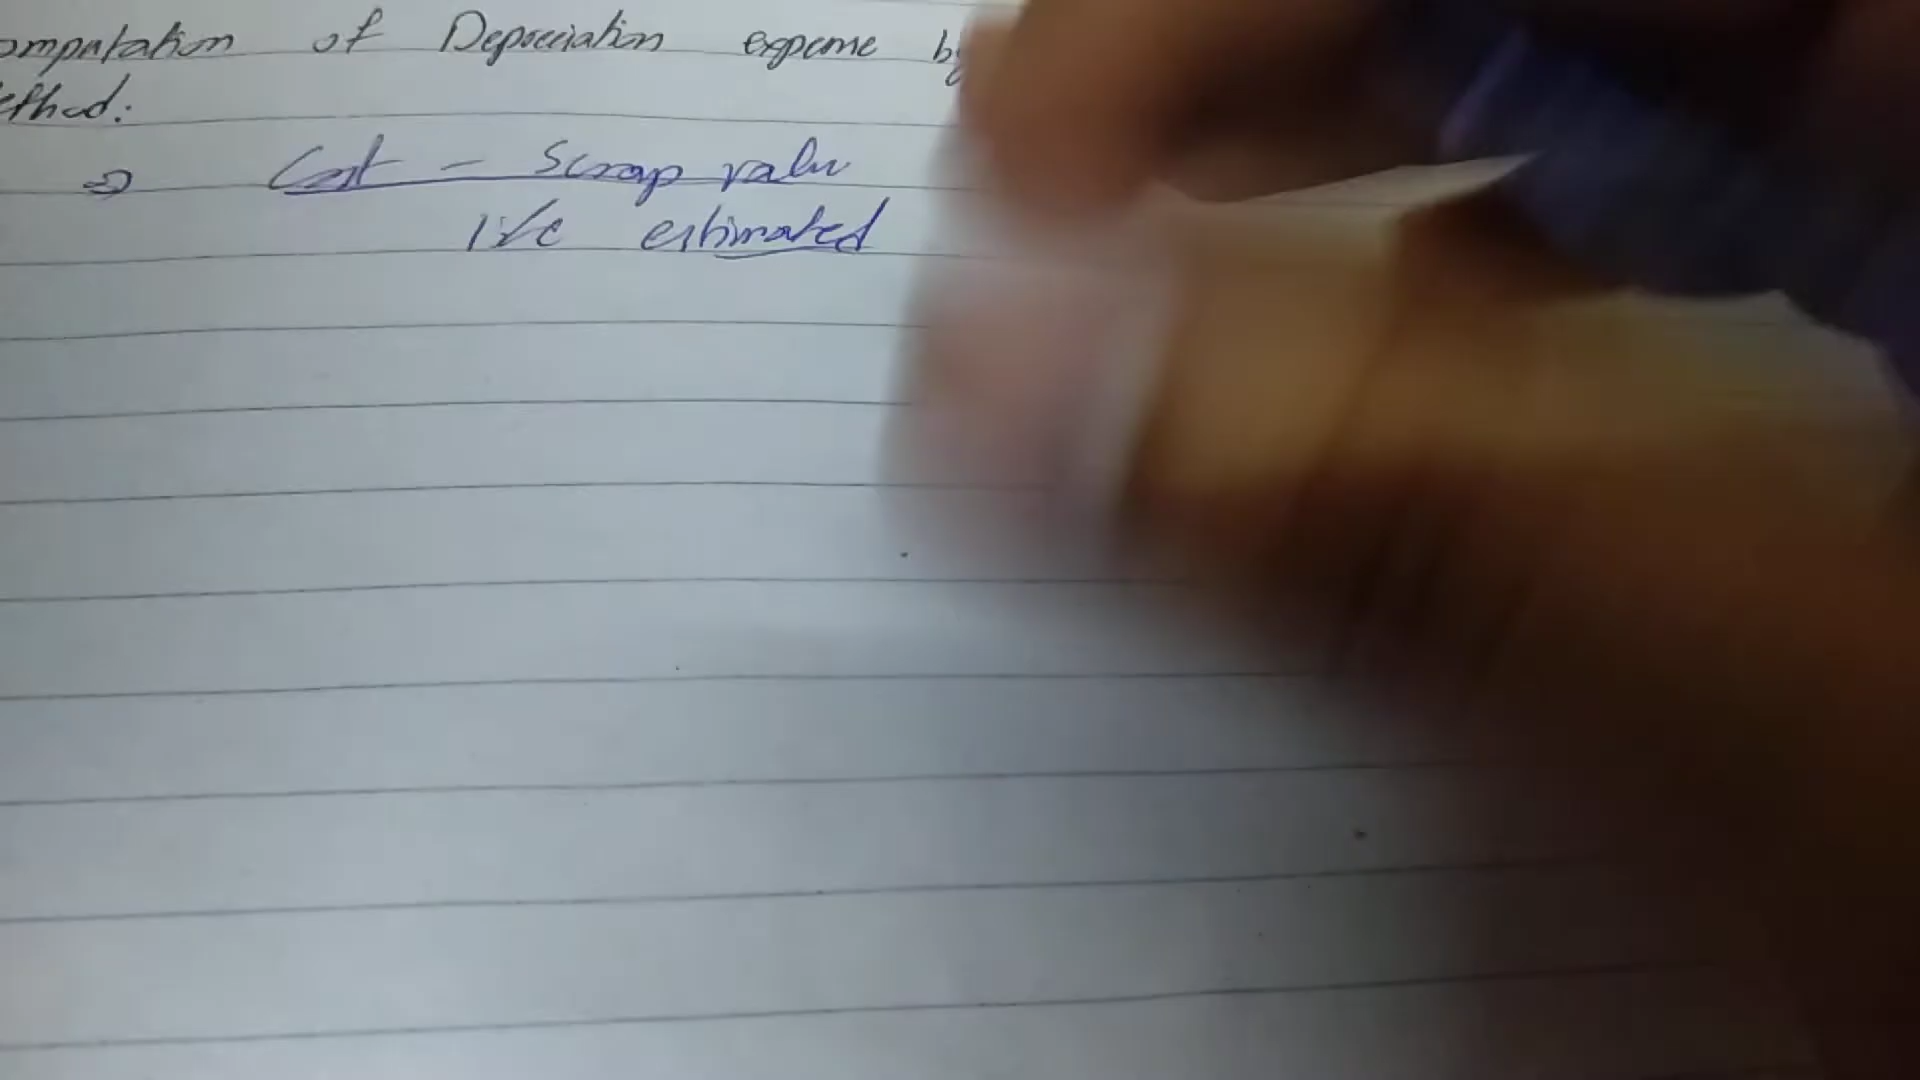 omputation of Depreciation expense by
ethod:
⇒ Cost - Scrap value
life estimated